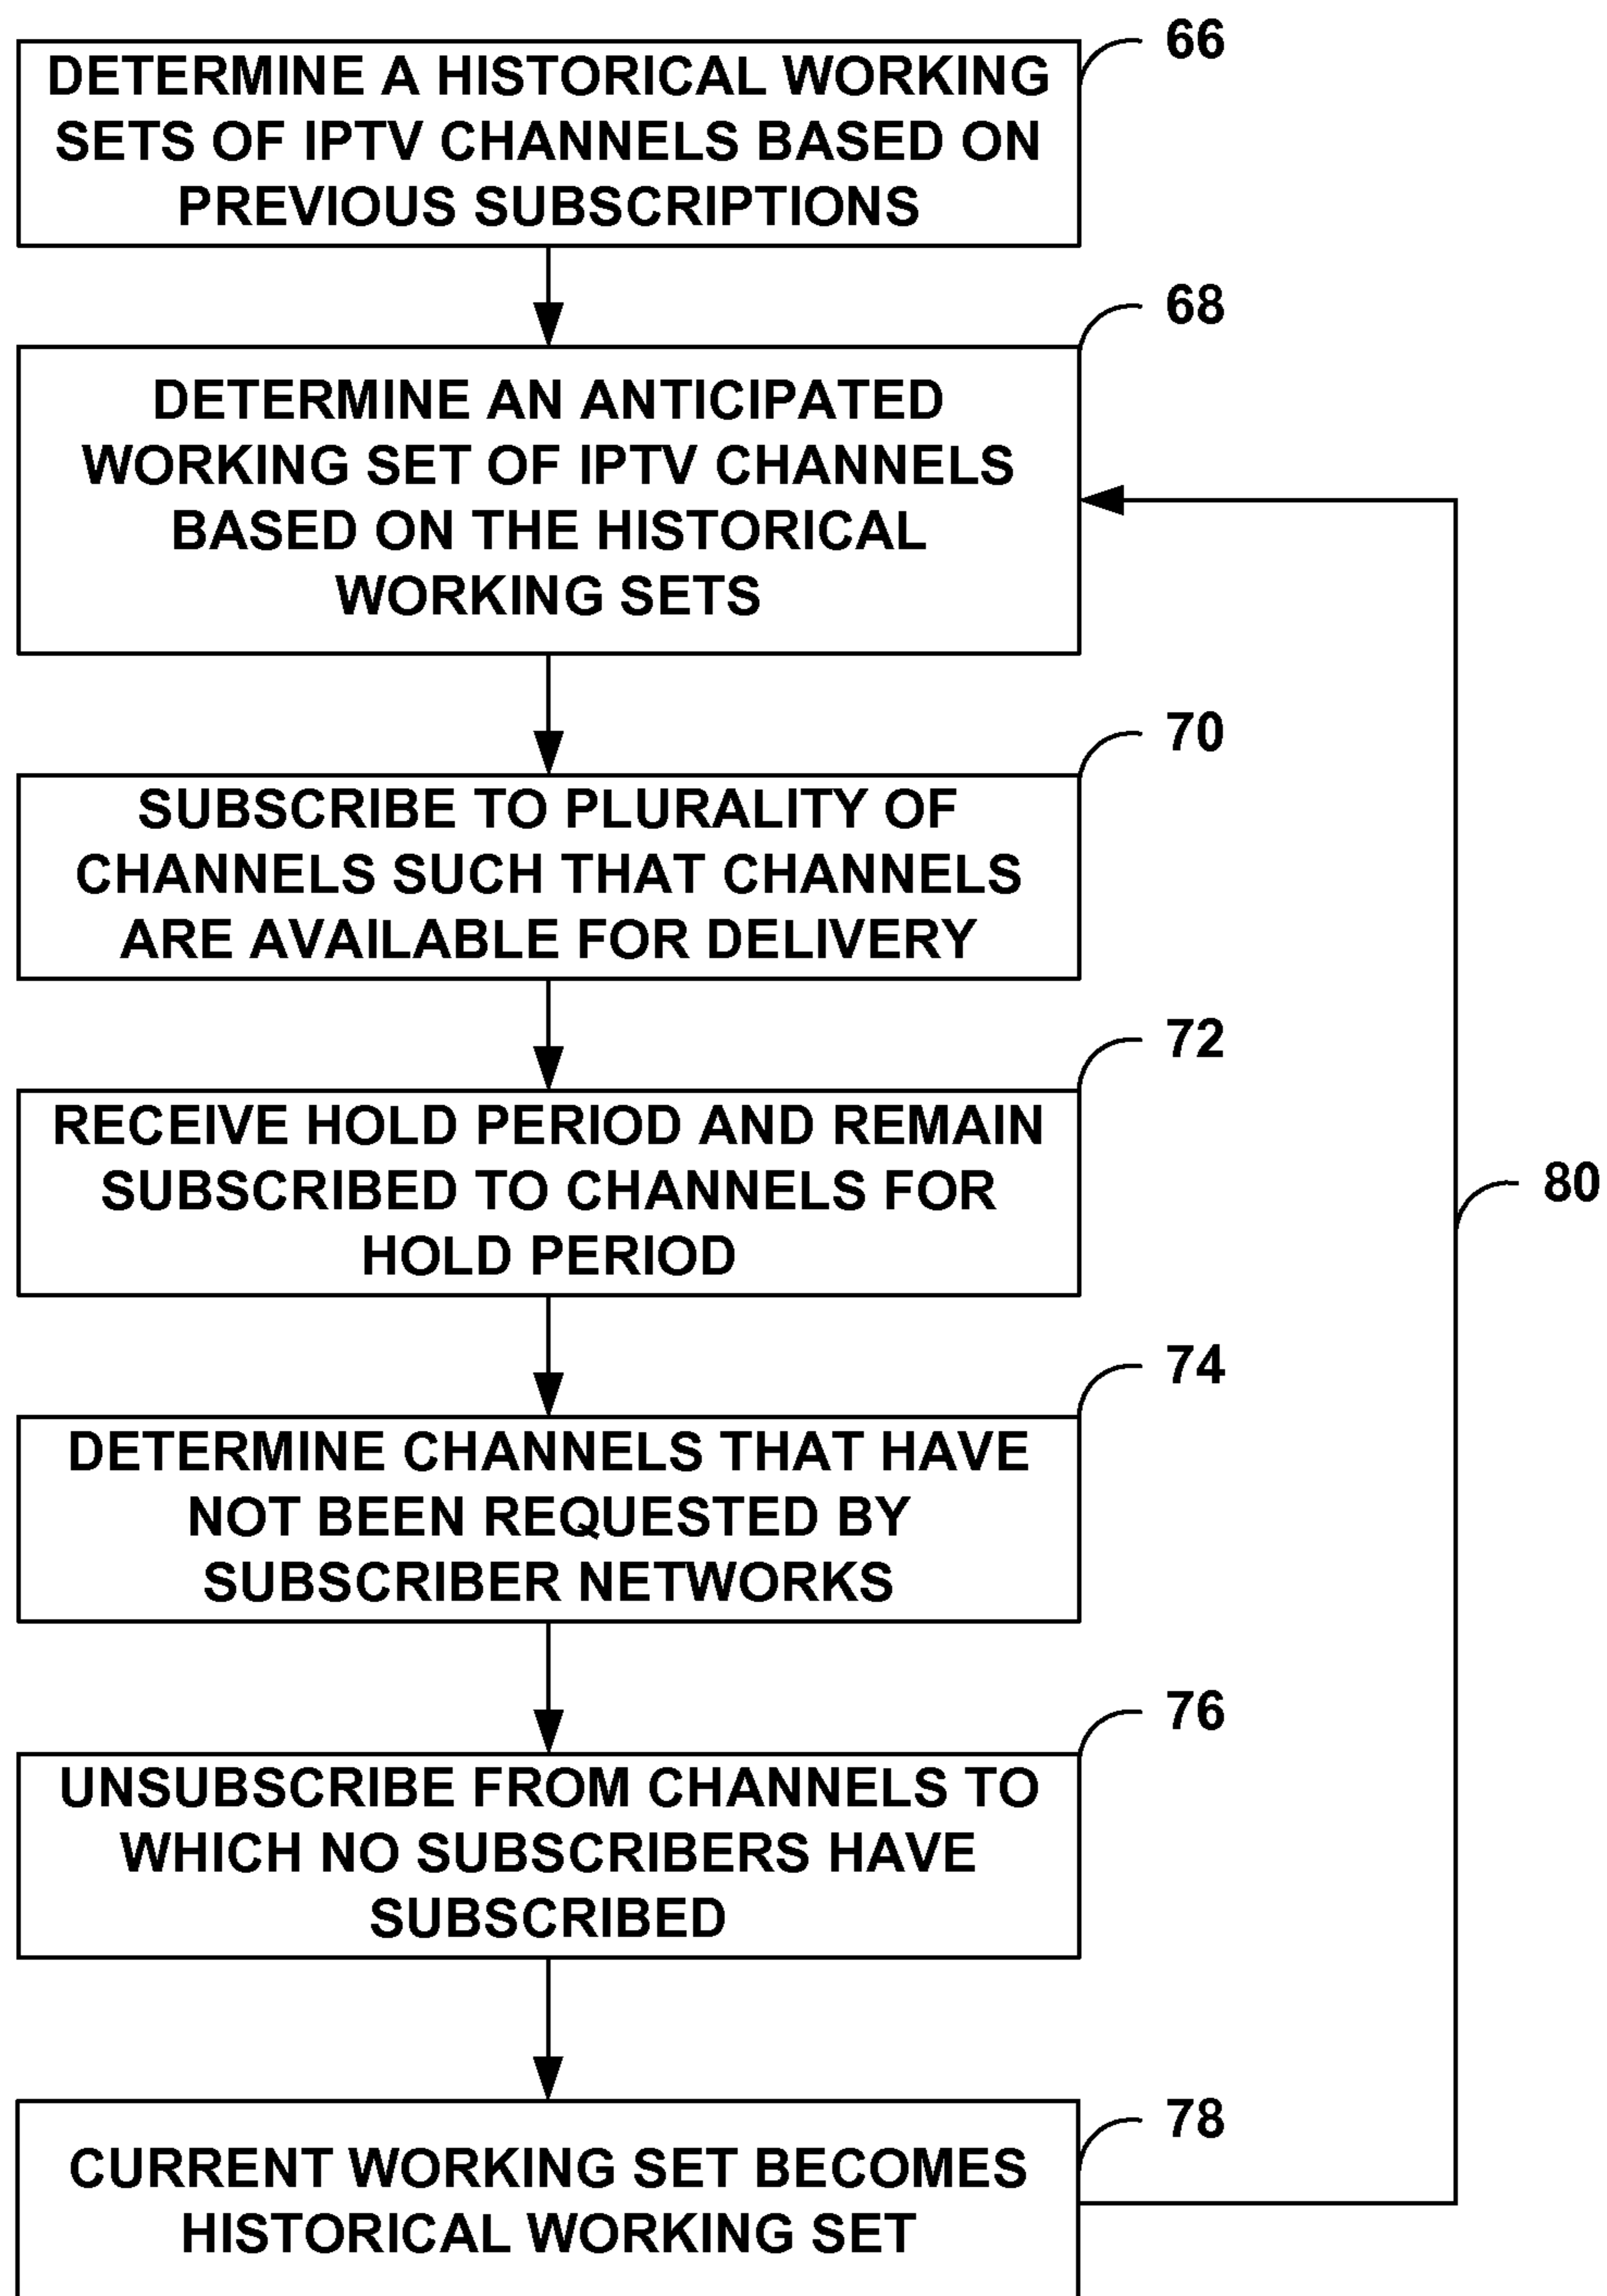 66
DETERMINE A HISTORICAL WORKING
SETS OF IPTV CHANNELS BASED ON
PREVIOUS SUBSCRIPTIONS
68
DETERMINE AN ANTICIPATED
WORKING SET OF IPTV CHANNELS
BASED ON THE HISTORICAL
WORKING SETS
70
SUBSCRIBE TO PLURALITY OF
CHANNELS SUCH THAT CHANNELS
ARE AVAILABLE FOR DELIVERY
72
RECEIVE HOLD PERIOD AND REMAIN
SUBSCRIBED TO CHANNELS FOR
HOLD PERIOD
80
74
DETERMINE CHANNELS THAT HAVE
NOT BEEN REQUESTED BY
SUBSCRIBER NETWORKS
76
UNSUBSCRIBE FROM CHANNELS TO
WHICH NO SUBSCRIBERS HAVE
SUBSCRIBED
78
CURRENT WORKING SET BECOMES
HISTORICAL WORKING SET